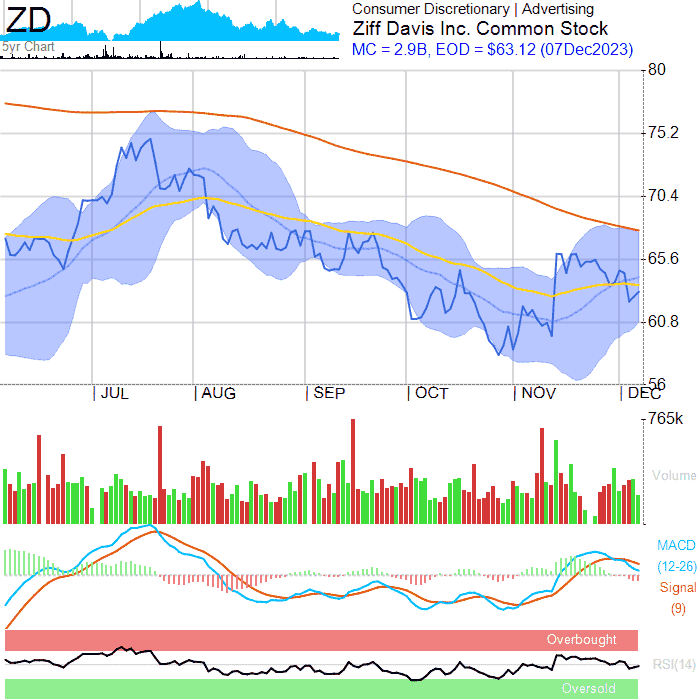 ZD
5yr Chart
Consumer Discretionary | Advertising
Ziff Davis Inc. Common Stock
MC = 2.9B, EOD = $63.12 (07Dec2023)
80
75.2
70.4
65.6
60.8
56
JUL AUG SEP OCT NOV DEC
765k
Volume
MACD
(12-26)
Signal
(9)
Overbought
RSI(14)
Oversold